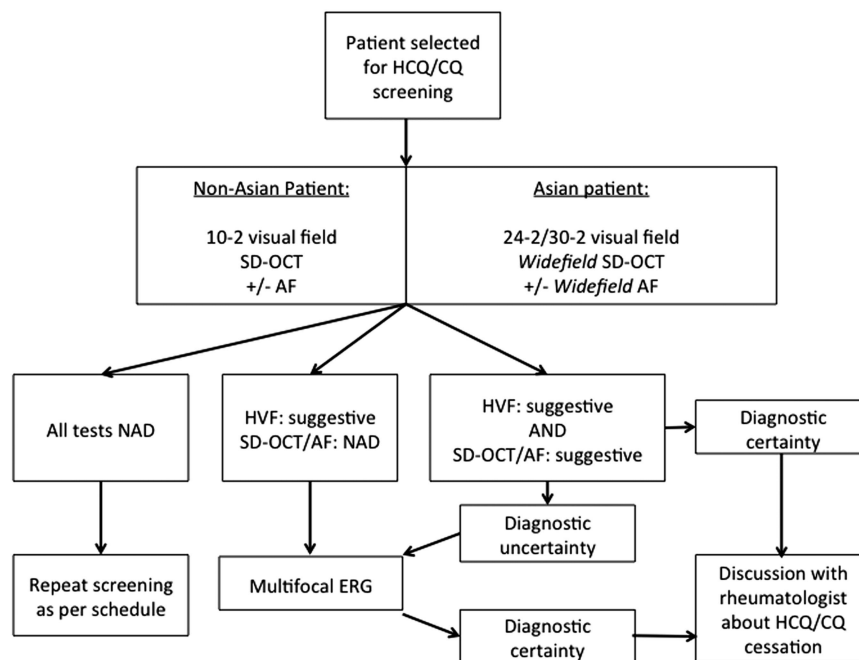 Patient selected
for HCQ/CQ
screening
Non-Asian Patient:
10-2 visual field
SD-OCT
+/- AF
Asian patient:
24-2/30-2 visual field
Widefield SD-OCT
+/- Widefield AF
All tests NAD
HVF: suggestive
SD-OCT/AF: NAD
HVF: suggestive
AND
SD-OCT/AF: suggestive
Diagnostic
certainty
Diagnostic
uncertainty
Repeat screening
as per schedule
Multifocal ERG
Diagnostic
certainty
Discussion with
rheumatologist
about HCQ/CQ
cessation